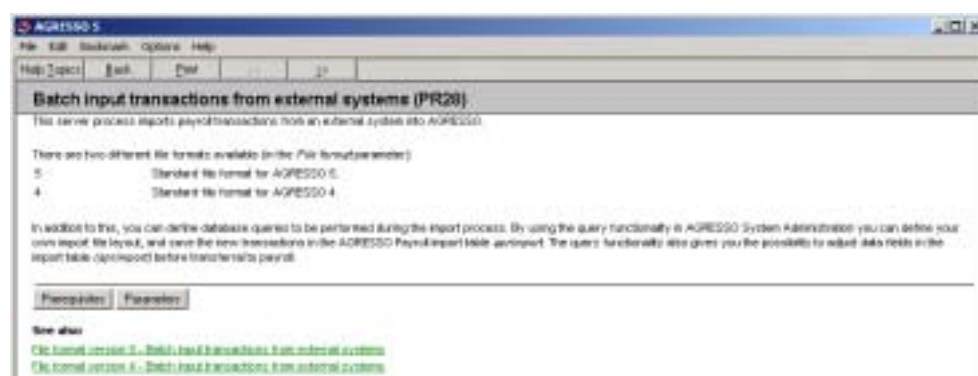 AGRESSO 5
File Edit Bookmark Options Help
Help Topics Back Print << >>
Batch input transactions from external systems (PR28)
This server process imports payroll transactions from an external system into AGRESSO.
There are two different file formats available (in the File format parameter):
5 Standard file format for AGRESSO 5.
4 Standard file format for AGRESSO 4.
In addition to this, you can define database queries to be performed during the import process. By using the query functionality in AGRESSO System Administration you can define your
own import file layout, and save the new transactions in the AGRESSO Payroll import table The query functionality also gives you the possibility to adjust data fields in the
import table before transferral to payroll.
Prerequisites Parameters
See also
File format version 5 - Batch input transactions from external systems
File format version 4 - Batch input transactions from external systems